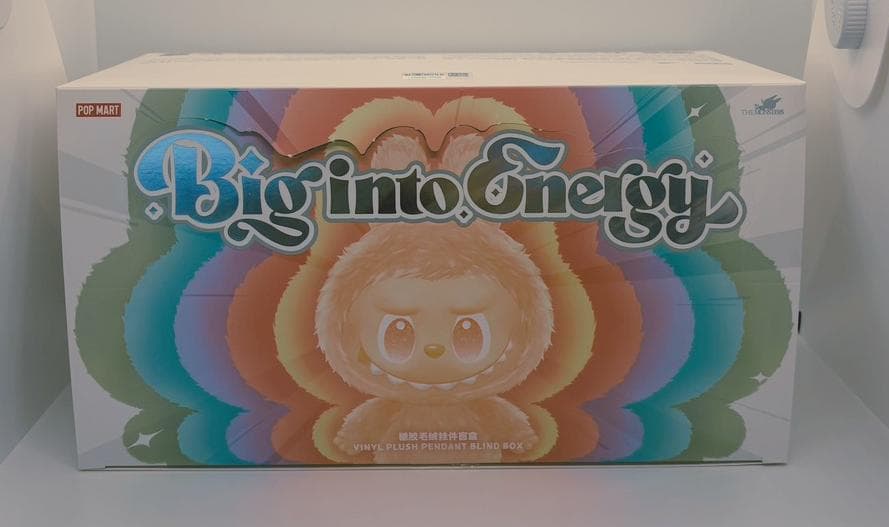 POP MART
THE MONSTERS
Big into Energy
搪胶毛绒挂件盲盒
VINYL PLUSH PENDANT BLIND BOX